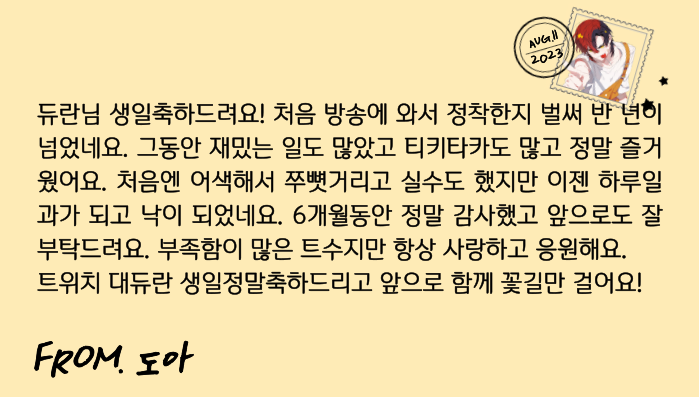 AUG.11
2023
듀란님 생일축하드려요! 처음 방송에 와서 정착한지 벌써 반 년이
넘었네요. 그동안 재밌는 일도 많았고 티키타카도 많고 정말 즐거
웠어요. 처음엔 어색해서 쭈뼛거리고 실수도 했지만 이젠 하루일
과가 되고 낙이 되었네요. 6개월동안 정말 감사했고 앞으로도 잘
부탁드려요. 부족함이 많은 트수지만 항상 사랑하고 응원해요.
트위치 대듀란 생일정말축하드리고 앞으로 함께 꽃길만 걸어요!
FROM. 도아